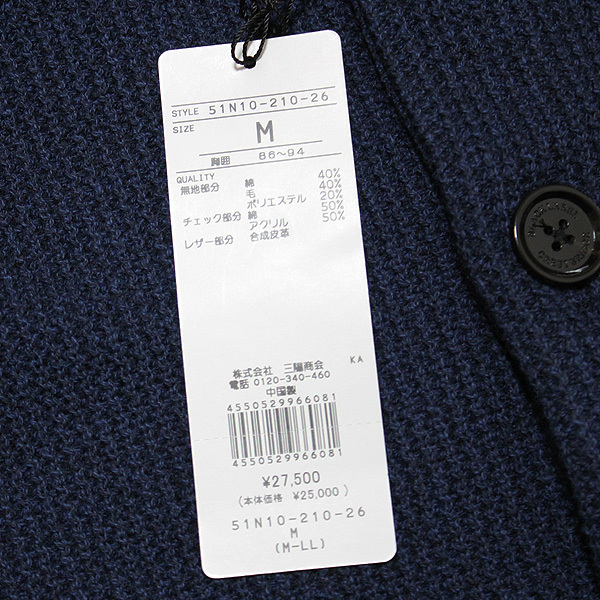 STYLE 51N10-210-26
SIZE M
胸囲 86~94
QUALITY
無地部分 綿 40%
毛 40%
ポリエステル 20%
チェック部分 綿 50%
アクリル 50%
レザー部分 合成皮革
株式会社 三陽商会 KA
電話 0120-340-460
中国製
4550529966081
4550529966081
¥27,500
(本体価格 ¥25,000)
51N10-210-26
M
(M-LL)